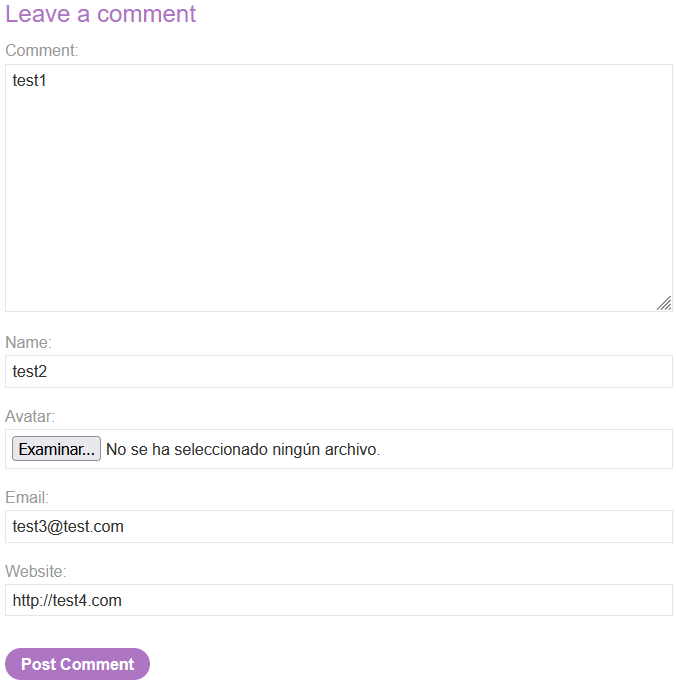 Leave a comment
Comment:
test1
Name:
test2
Avatar:
Examinar... No se ha seleccionado ningún archivo.
Email:
test3@test.com
Website:
http://test4.com
Post Comment